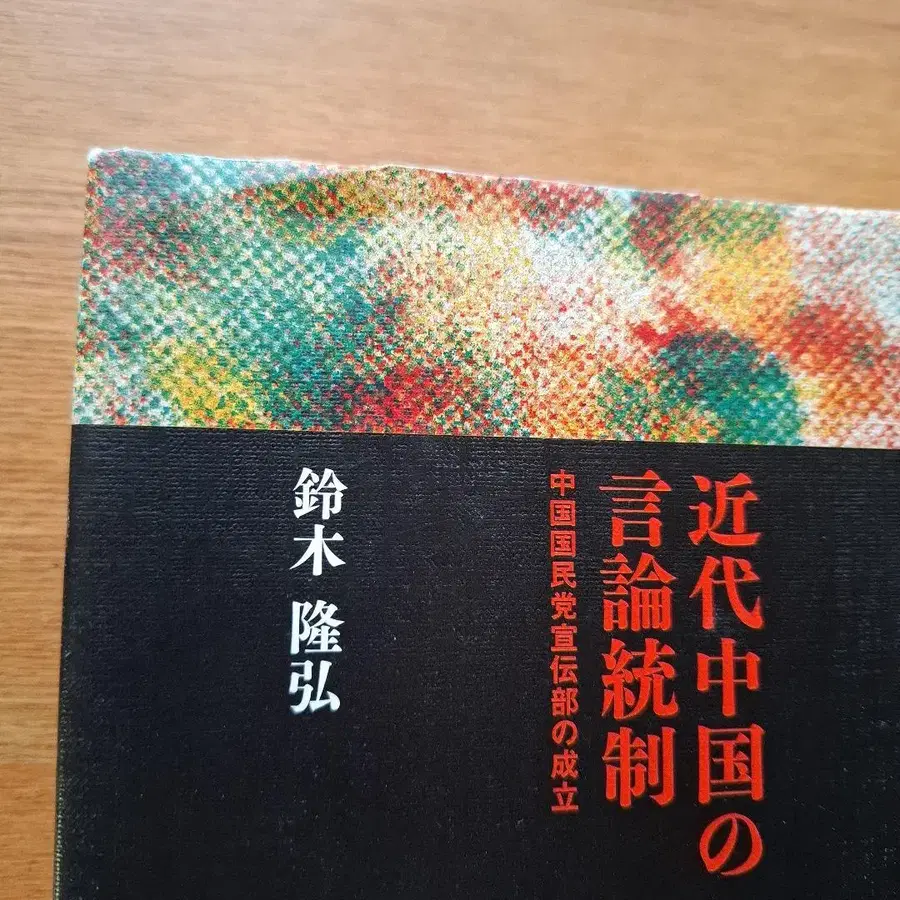 近代中国の
言論統制
中国国民党宣伝部の成立
鈴木 隆弘